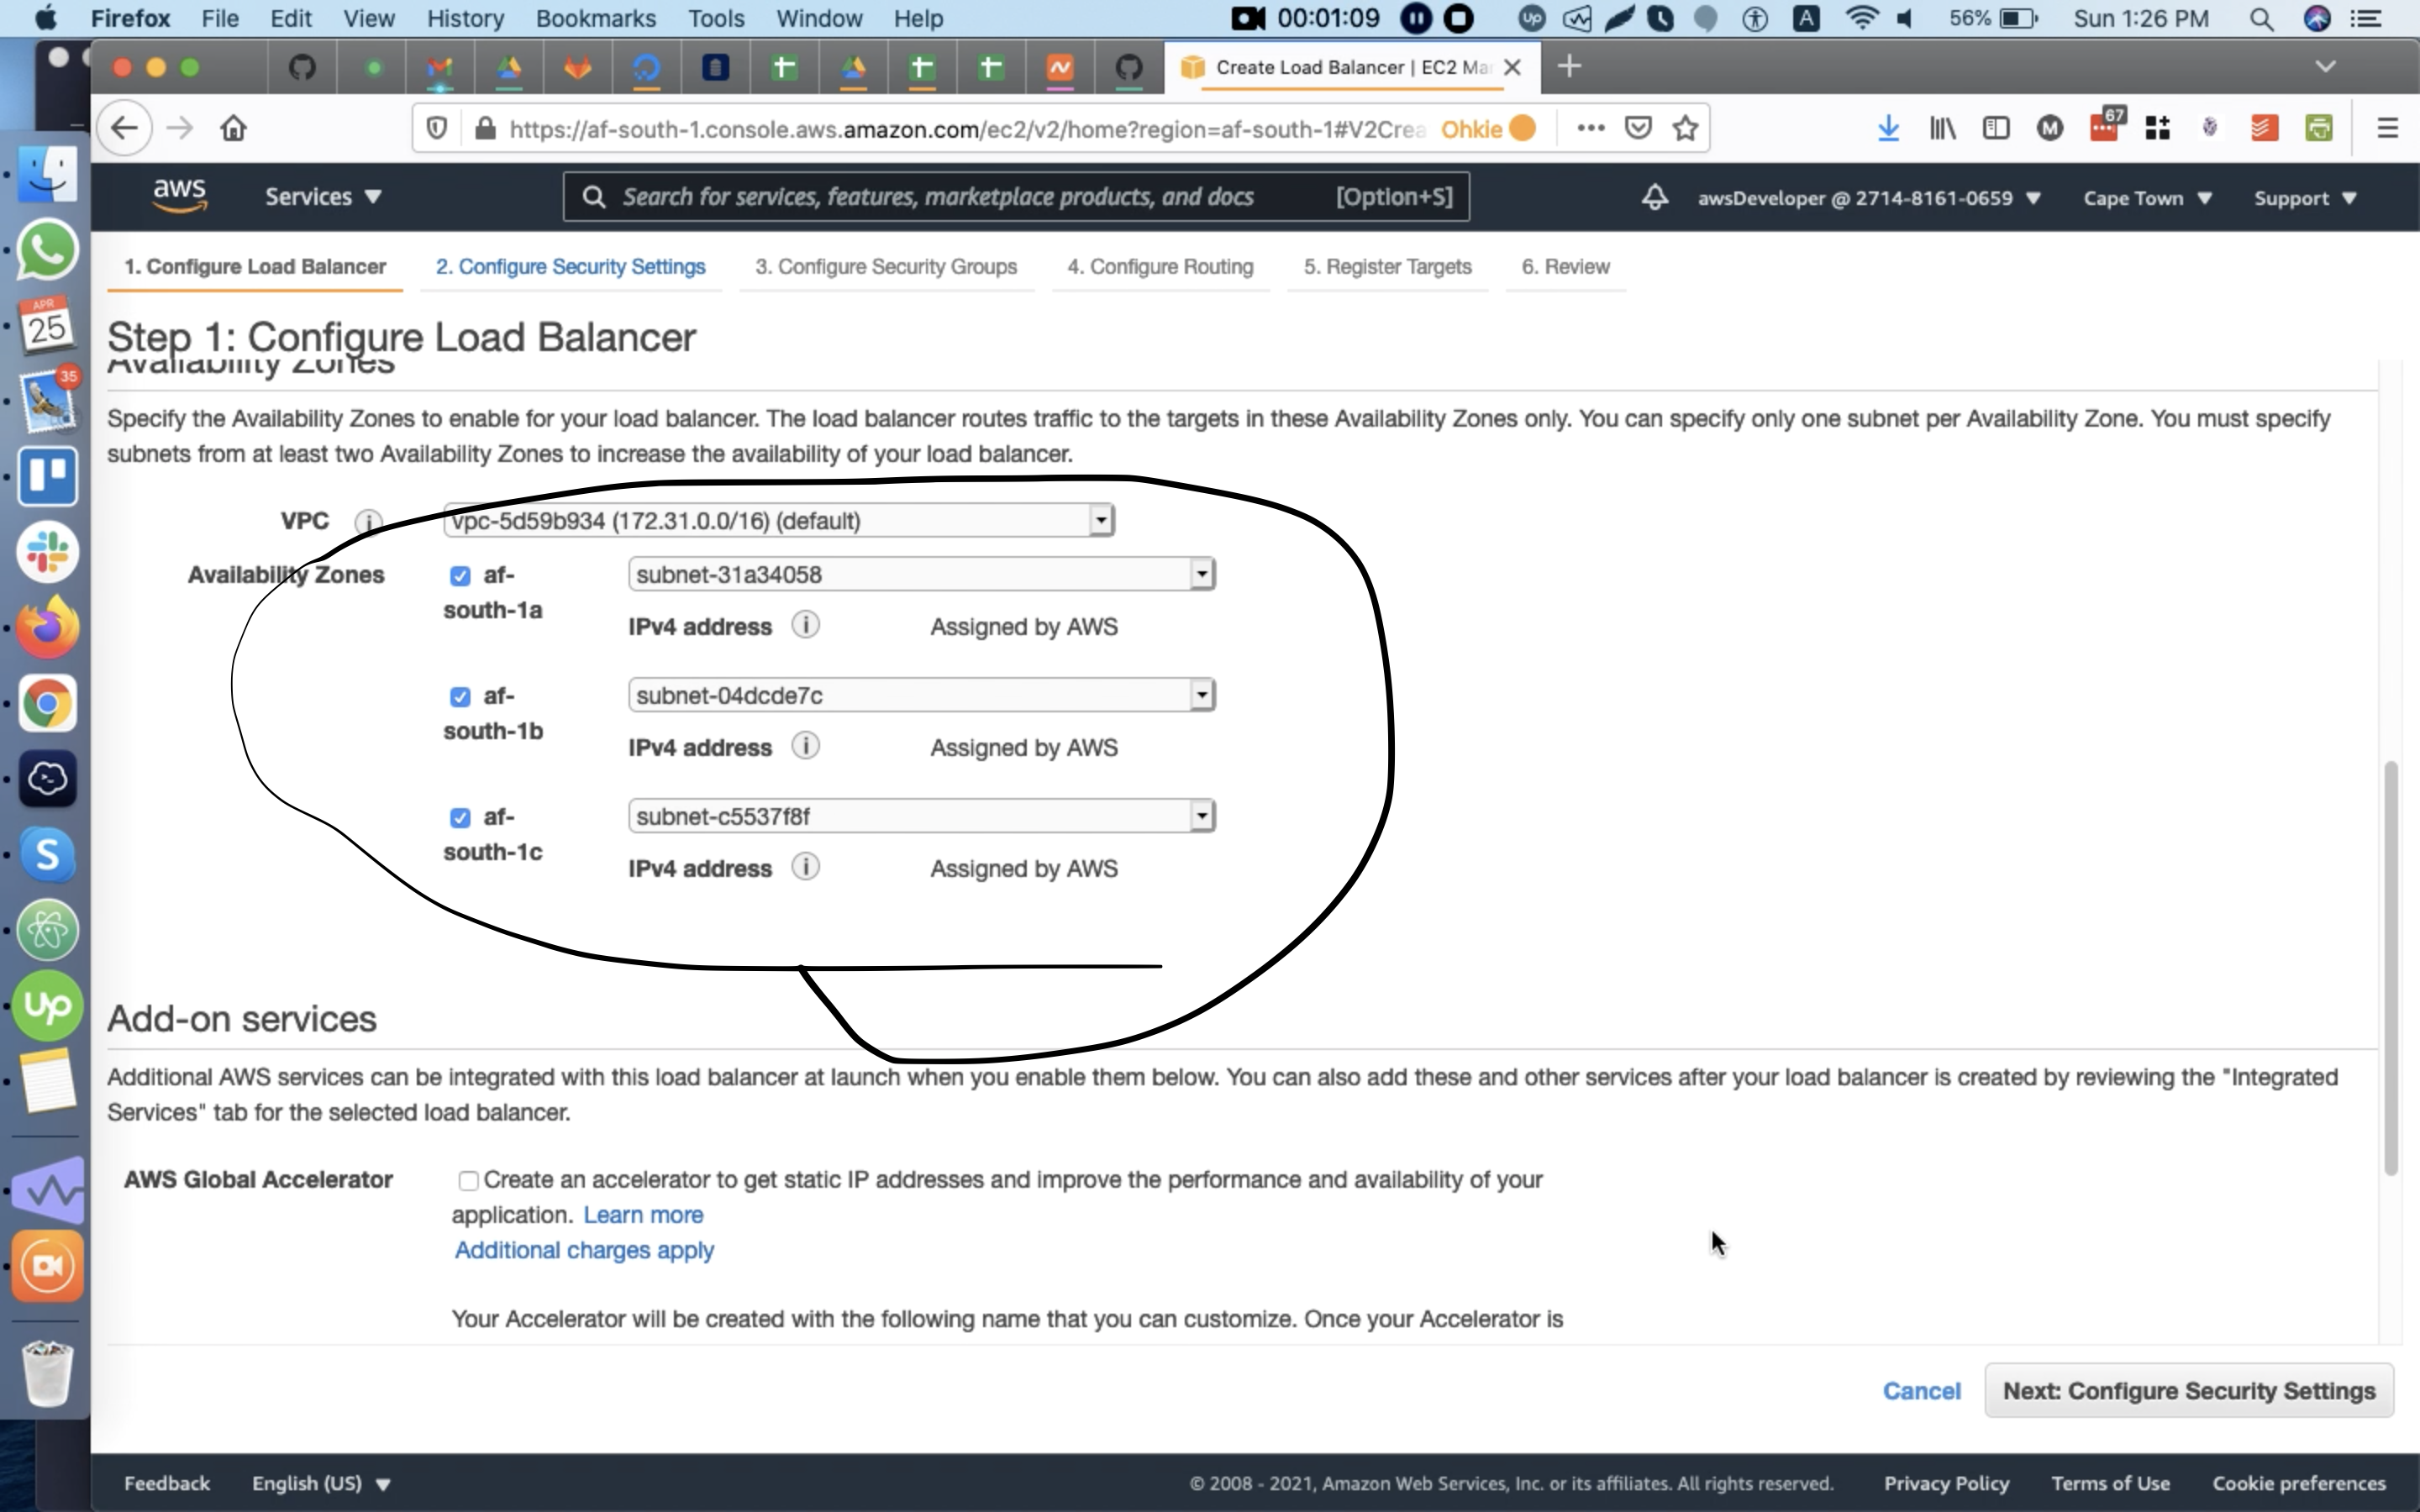 Firefox File Edit View History Bookmarks Tools Window Help 00:01:09 56% Sun 1:26 PM
Create Load Balancer | EC2 Ma
https://af-south-1.console.aws.amazon.com/ec2/v2/home?region=af-south-1#V2Crea Ohkie 67
aws Services Search for services, features, marketplace products, and docs [Option+S] awsDeveloper @ 2714-8161-0659 Cape Town Support
1. Configure Load Balancer 2. Configure Security Settings 3. Configure Security Groups 4. Configure Routing 5. Register Targets 6. Review
APR
25
Step 1: Configure Load Balancer
Availability Zones
35
Specify the Availability Zones to enable for your load balancer. The load balancer routes traffic to the targets in these Availability Zones only. You can specify only one subnet per Availability Zone. You must specify
subnets from at least two Availability Zones to increase the availability of your load balancer.
VPC i vpc-5d59b934 (172.31.0.0/16) (default)
Availability Zones af- subnet-31a34058
south-1a
IPv4 address i Assigned by AWS
af- subnet-04dcde7c
south-1b
IPv4 address i Assigned by AWS
af- subnet-c5537f8f
south-1c
IPv4 address i Assigned by AWS
Up
Add-on services
Additional AWS services can be integrated with this load balancer at launch when you enable them below. You can also add these and other services after your load balancer is created by reviewing the "Integrated
Services" tab for the selected load balancer.
AWS Global Accelerator Create an accelerator to get static IP addresses and improve the performance and availability of your
application. Learn more
Additional charges apply
Your Accelerator will be created with the following name that you can customize. Once your Accelerator is
Cancel Next: Configure Security Settings
Feedback English (US) © 2008 - 2021, Amazon Web Services, Inc. or its affiliates. All rights reserved. Privacy Policy Terms of Use Cookie preferences